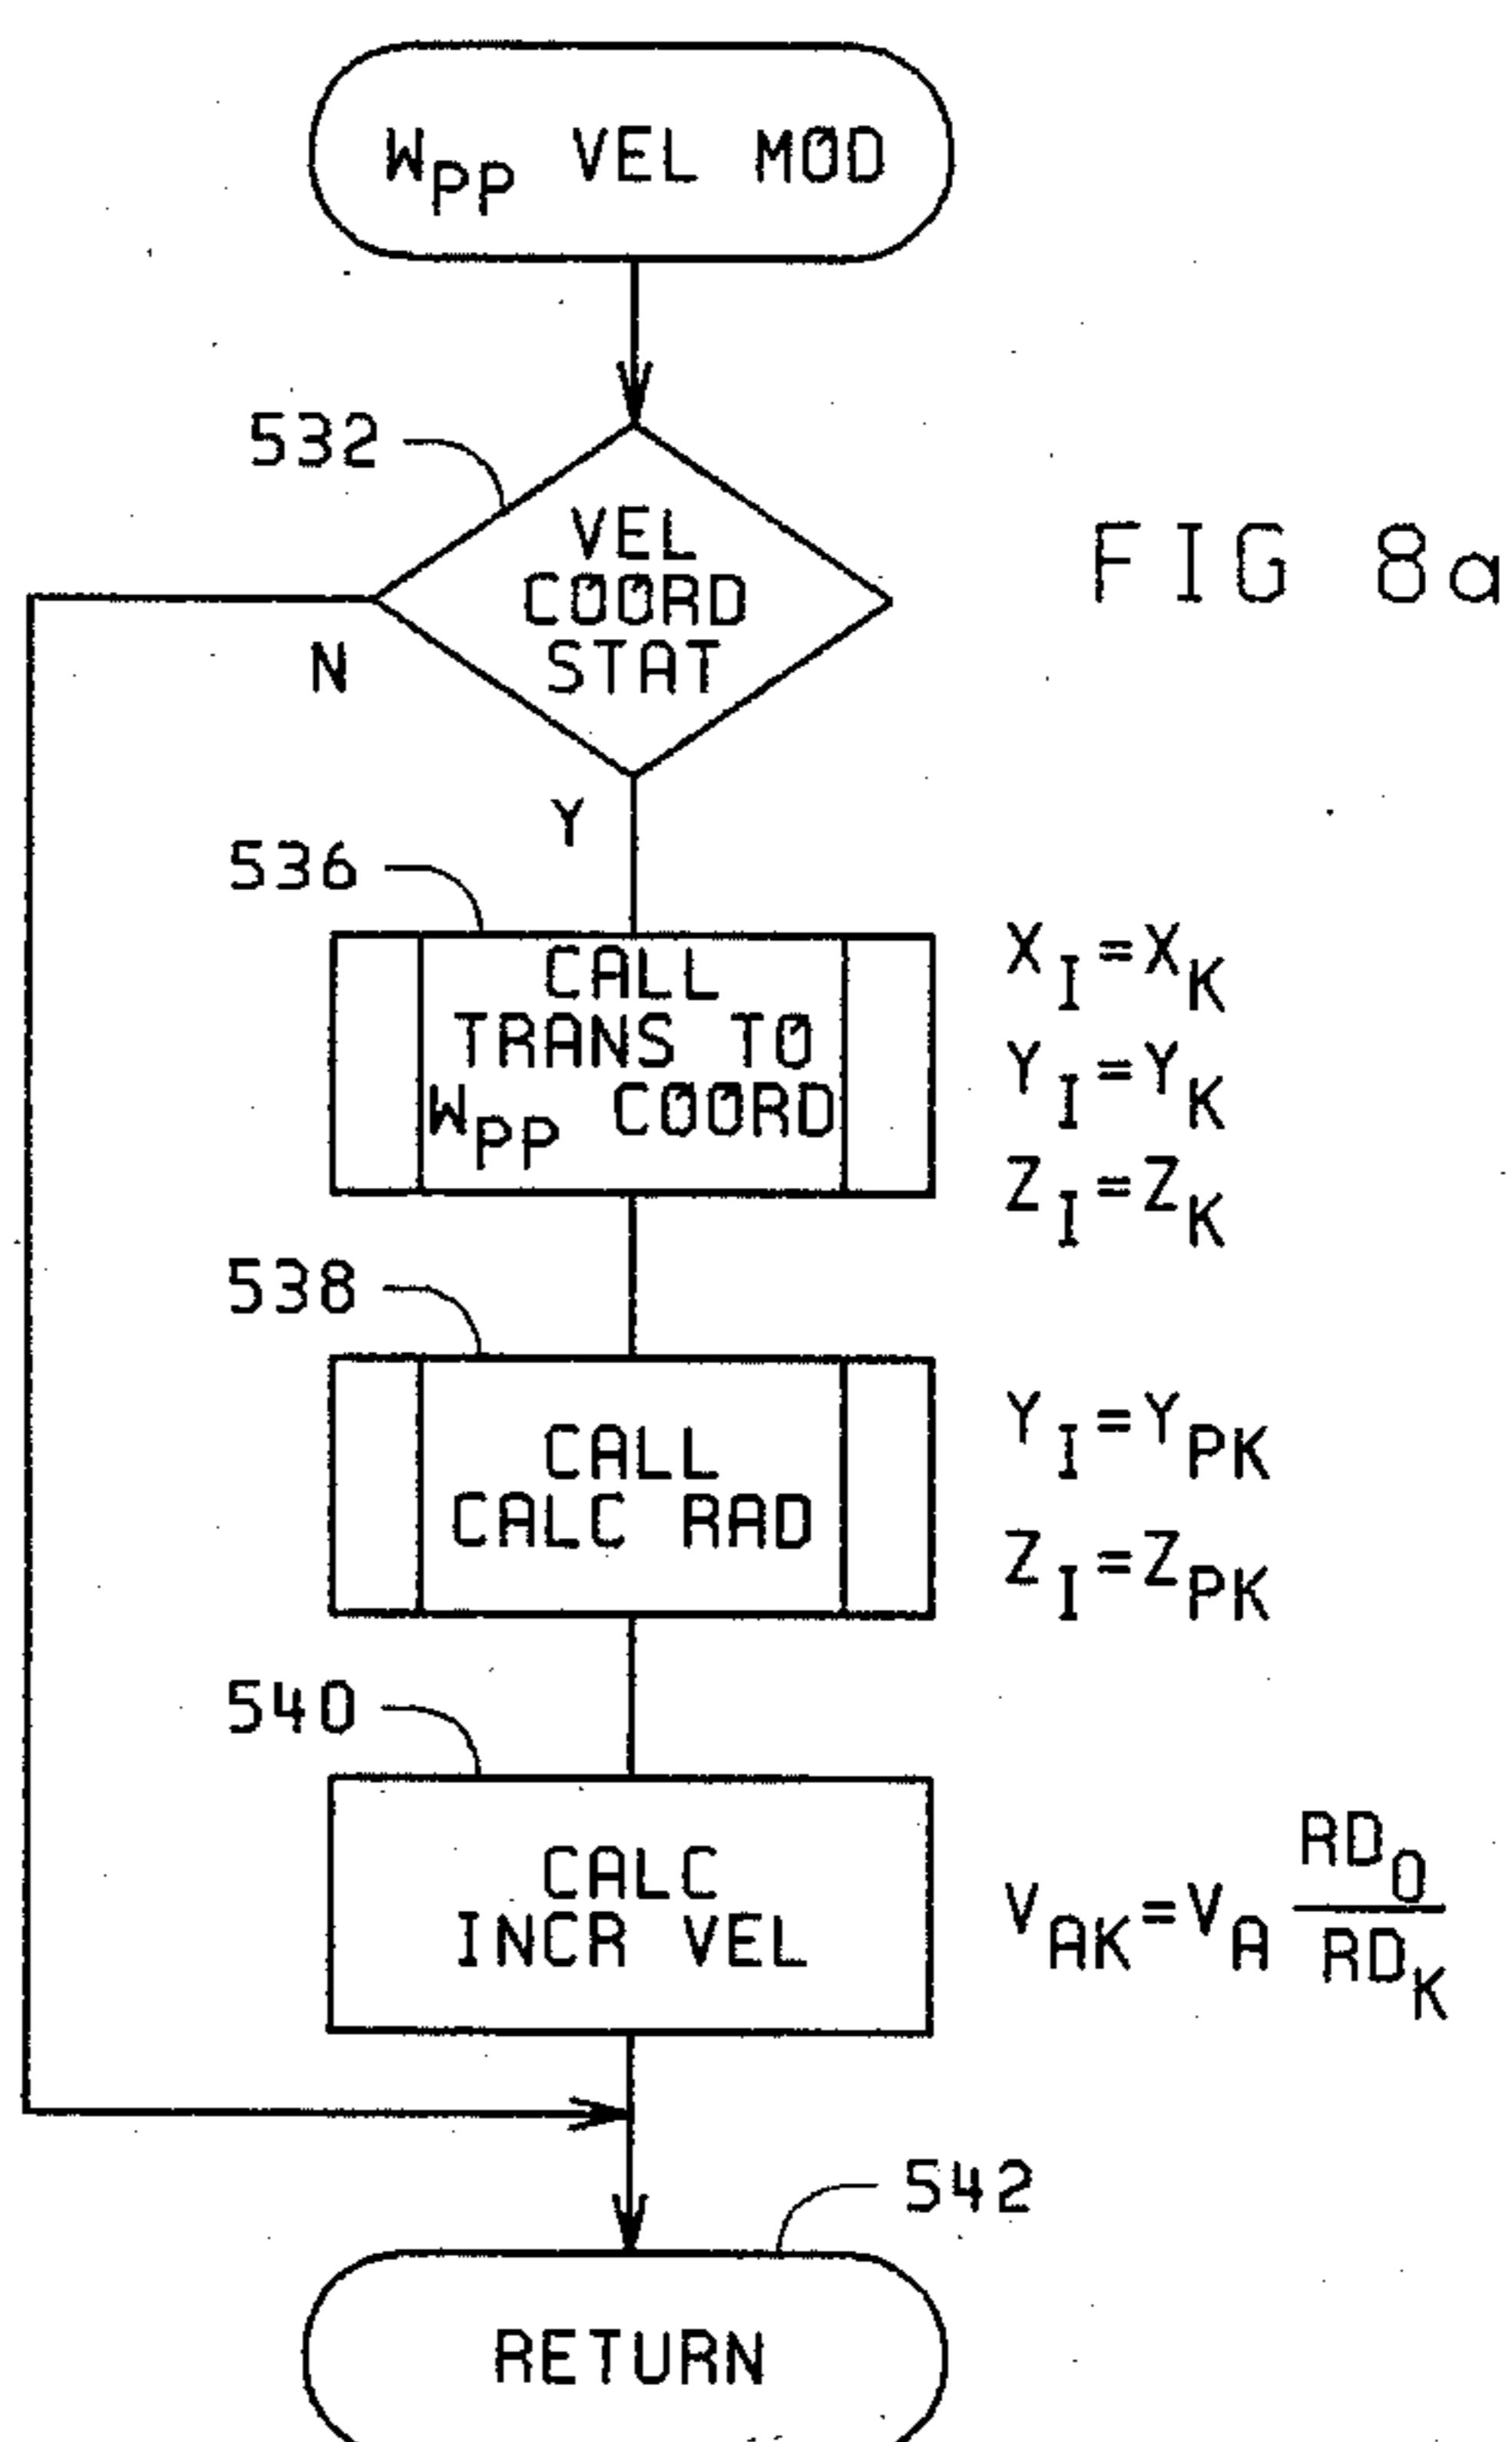 W_PP VEL MOD
532
VEL
COORD
STAT
FIG 8a
N
Y
536
CALL
TRANS TO
W_PP COORD
X_I=X_K
Y_I=Y_K
Z_I=Z_K
538
CALL
CALC RAD
Y_I=Y_PK
Z_I=Z_PK
540
CALC
INCR VEL
V_AK=V_A RD_0/RD_K
542
RETURN